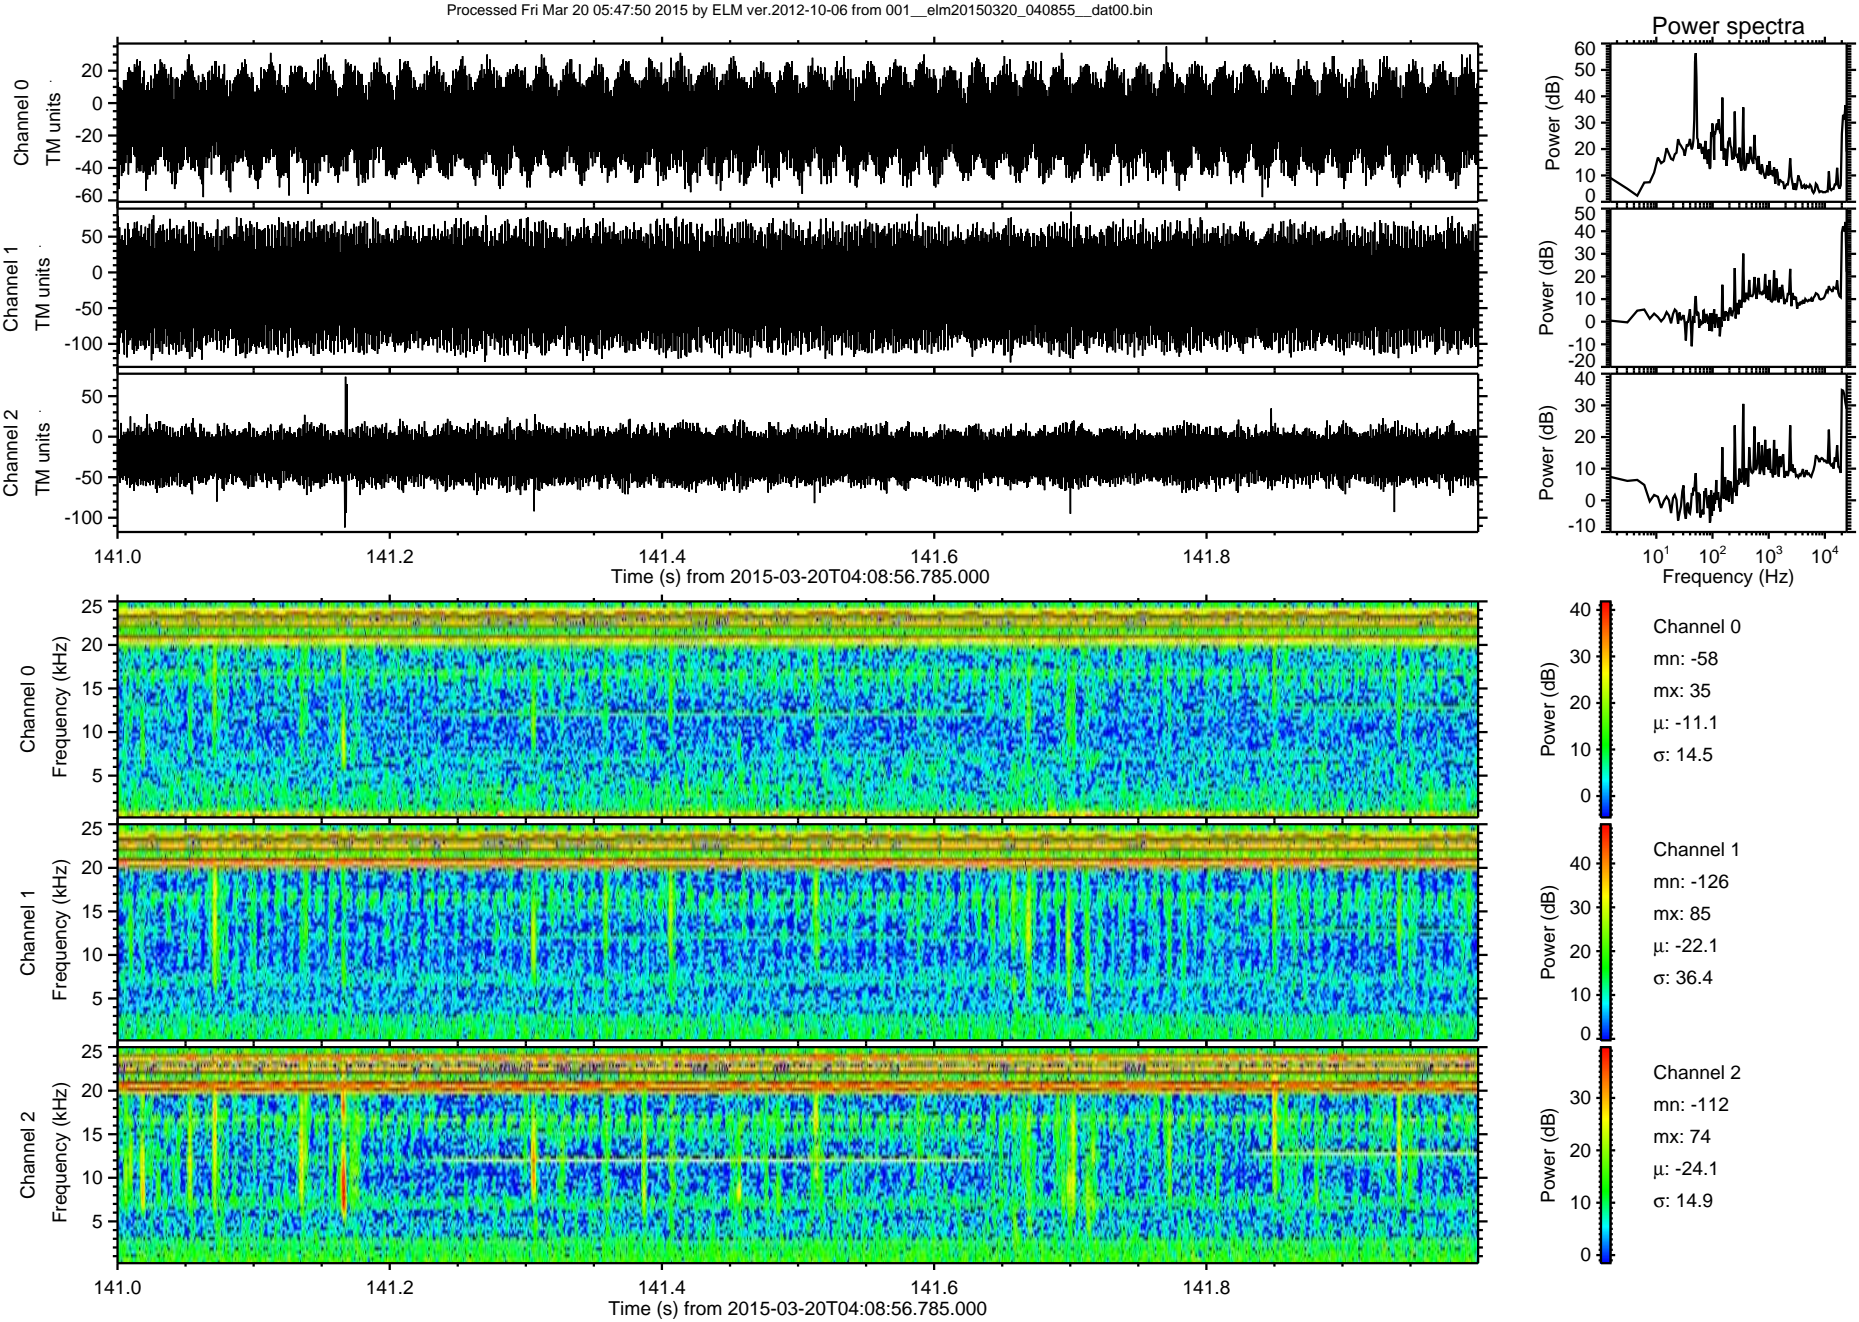 Processed Fri Mar 20 05:47:50 2015 by ELM ver.2012-10-06 from 001__elm20150320_040855__dat00.bin
Power spectra
Channel 0
TM units
20
0
-20
-40
-60
Power (dB)
60
50
40
30
20
10
0
Channel 1
TM units
50
0
-50
-100
Power (dB)
50
40
30
20
10
0
-10
-20
Channel 2
TM units
50
0
-50
-100
Power (dB)
40
30
20
10
0
-10
141.0 141.2 141.4 141.6 141.8
Time (s) from 2015-03-20T04:08:56.785.000
10^1 10^2 10^3 10^4
Frequency (Hz)
Channel 0
Frequency (kHz)
25
20
15
10
5
Power (dB)
40
30
20
10
0
Channel 0
mn: -58
mx: 35
μ: -11.1
σ: 14.5
Channel 1
Frequency (kHz)
25
20
15
10
5
Power (dB)
40
30
20
10
0
Channel 1
mn: -126
mx: 85
μ: -22.1
σ: 36.4
Channel 2
Frequency (kHz)
25
20
15
10
5
Power (dB)
30
20
10
0
Channel 2
mn: -112
mx: 74
μ: -24.1
σ: 14.9
141.0 141.2 141.4 141.6 141.8
Time (s) from 2015-03-20T04:08:56.785.000